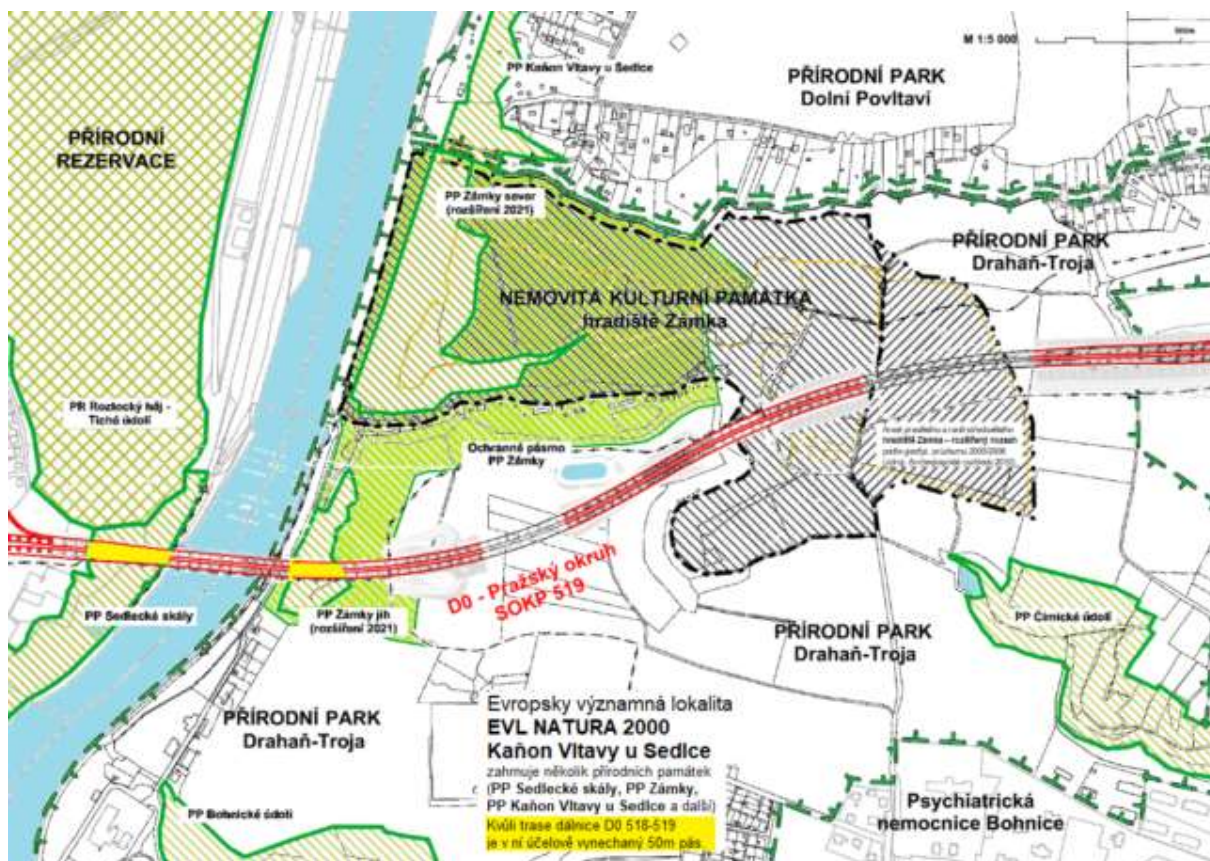 M 1:5 000
PP Kaňon Vltavy u Sedlce
PŘÍRODNÍ PARK
Dolní Povltaví
PŘÍRODNÍ
REZERVACE
PP Zámky sever
(rozšíření 2021)
PŘÍRODNÍ PARK
Drahaň-Troja
NEMOVITÁ KULTURNÍ PAMÁTKA
hradiště Zámka
PR Roztocký háj -
Tiché údolí
Ochranné pásmo
PP Zámky
hradiště Zámka – rozšířený rozsah
D0 - Pražský okruh
SOKP 519
PP Sedlecké skály
PP Zámky jih
(rozšíření 2021)
PP Čimické údolí
PŘÍRODNÍ PARK
Drahaň-Troja
PŘÍRODNÍ PARK
Drahaň-Troja
Evropsky významná lokalita
EVL NATURA 2000
Kaňon Vltavy u Sedlce
zahrnuje několik přírodních památek
(PP Sedlecké skály, PP Zámky,
PP Kaňon Vltavy u Sedlce a další)
Kvůli trase dálnice D0 518-519
je v ní účelově vynechaný 50m pás.
PP Bohnické údolí
Psychiatrická
nemocnice Bohnice